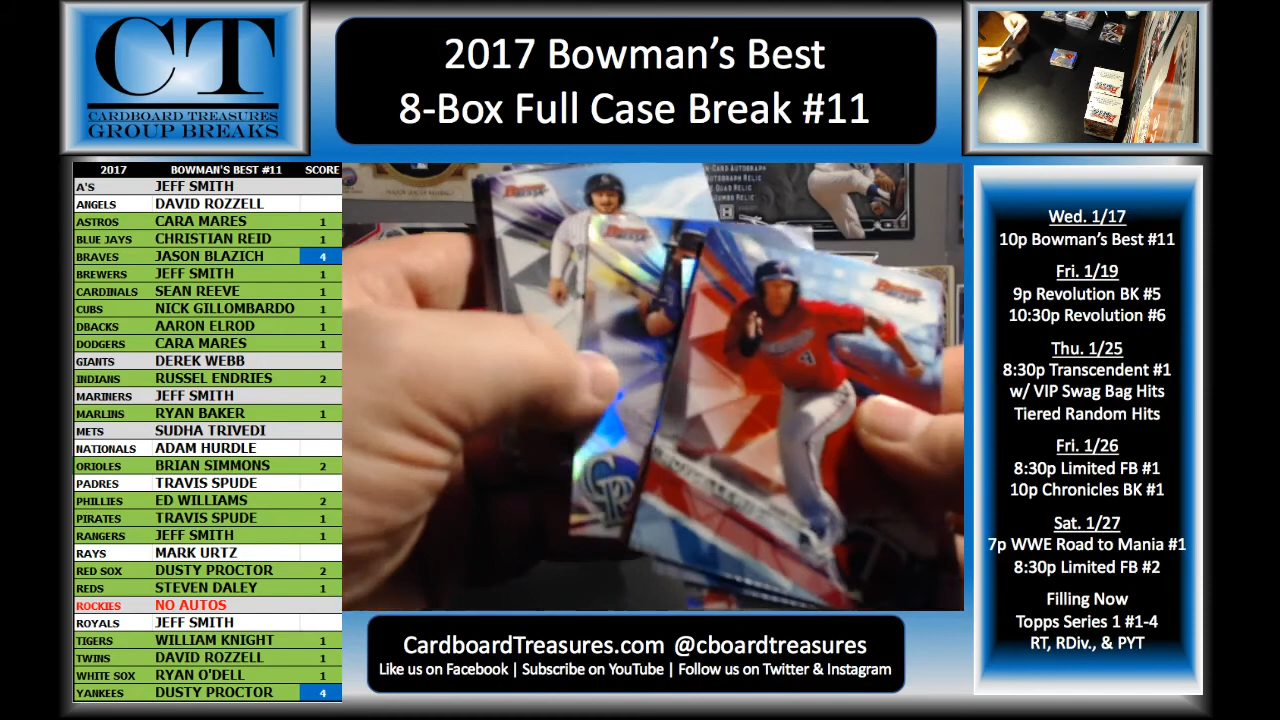 CT
CARDBOARD TREASURES
GROUP BREAKS
2017 Bowman's Best
8-Box Full Case Break #11
2017 BOWMAN'S BEST #11 SCORE
A'S JEFF SMITH
ANGELS DAVID ROZZELL
ASTROS CARA MARES 1
BLUE JAYS CHRISTIAN REID 1
BRAVES JASON BLAZICH 4
BREWERS JEFF SMITH 1
CARDINALS SEAN REEVE 1
CUBS NICK GILLOMBARDO 1
DBACKS AARON ELROD 1
DODGERS CARA MARES 1
GIANTS DEREK WEBB
INDIANS RUSSEL ENDRIES 2
MARINERS JEFF SMITH
MARLINS RYAN BAKER 1
METS SUDHA TRIVEDI
NATIONALS ADAM HURDLE
ORIOLES BRIAN SIMMONS 2
PADRES TRAVIS SPUDE
PHILLIES ED WILLIAMS 2
PIRATES TRAVIS SPUDE 1
RANGERS JEFF SMITH 1
RAYS MARK URTZ
RED SOX DUSTY PROCTOR 2
REDS STEVEN DALEY 1
ROCKIES NO AUTOS
ROYALS JEFF SMITH
TIGERS WILLIAM KNIGHT 1
TWINS DAVID ROZZELL 1
WHITE SOX RYAN O'DELL 1
YANKEES DUSTY PROCTOR 4
AUTOGRAPH RELIC
QUAD RELIC
JUMBO RELIC
BEST
BEST
BEST
CR
4
CardboardTreasures.com @cboardtreasures
Like us on Facebook | Subscribe on YouTube | Follow us on Twitter & Instagram
Wed. 1/17
10p Bowman's Best #11
Fri. 1/19
9p Revolution BK #5
10:30p Revolution #6
Thu. 1/25
8:30p Transcendent #1
w/ VIP Swag Bag Hits
Tiered Random Hits
Fri. 1/26
8:30p Limited FB #1
10p Chronicles BK #1
Sat. 1/27
7p WWE Road to Mania #1
8:30p Limited FB #2
Filling Now
Topps Series 1 #1-4
RT, RDiv., & PYT